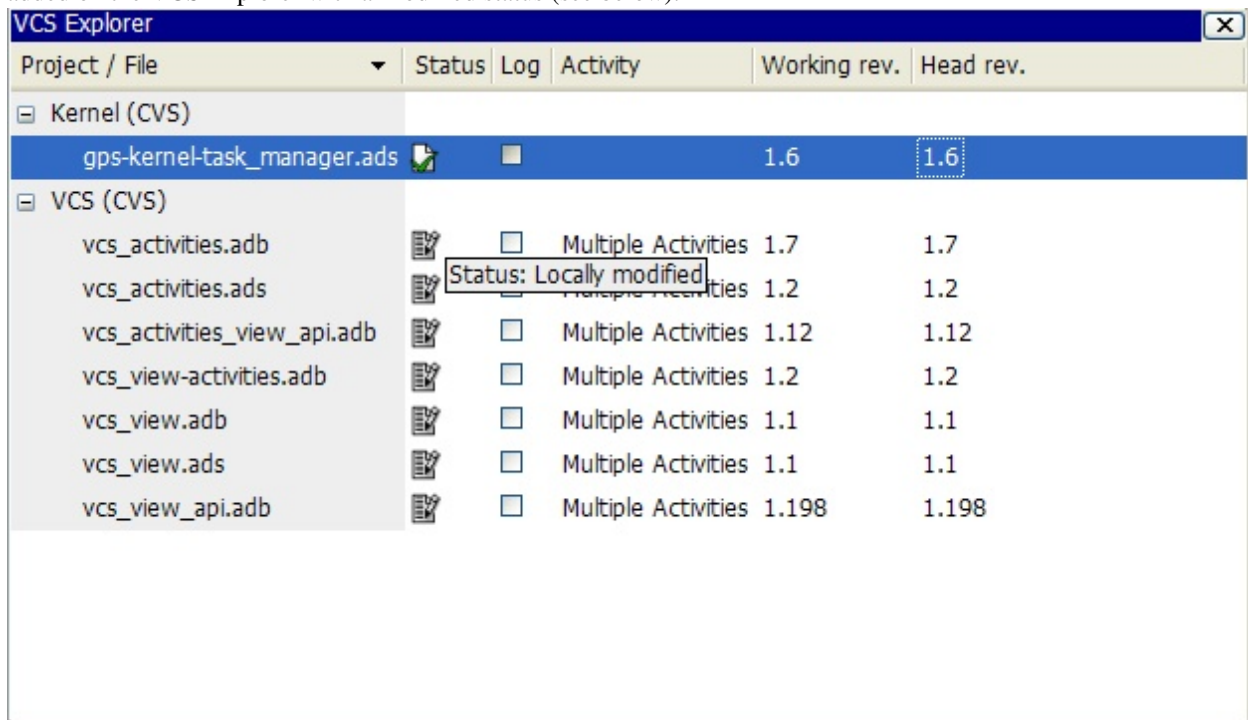 VCS Explorer
Project / File Status Log Activity Working rev. Head rev.
Kernel (CVS)
gps-kernel-task_manager.ads 1.6 1.6
VCS (CVS)
vcs_activities.adb Multiple Activities 1.7 1.7
Status: Locally modified
vcs_activities.ads 1.2 1.2
vcs_activities_view_api.adb Multiple Activities 1.12 1.12
vcs_view-activities.adb Multiple Activities 1.2 1.2
vcs_view.adb Multiple Activities 1.1 1.1
vcs_view.ads Multiple Activities 1.1 1.1
vcs_view_api.adb Multiple Activities 1.198 1.198